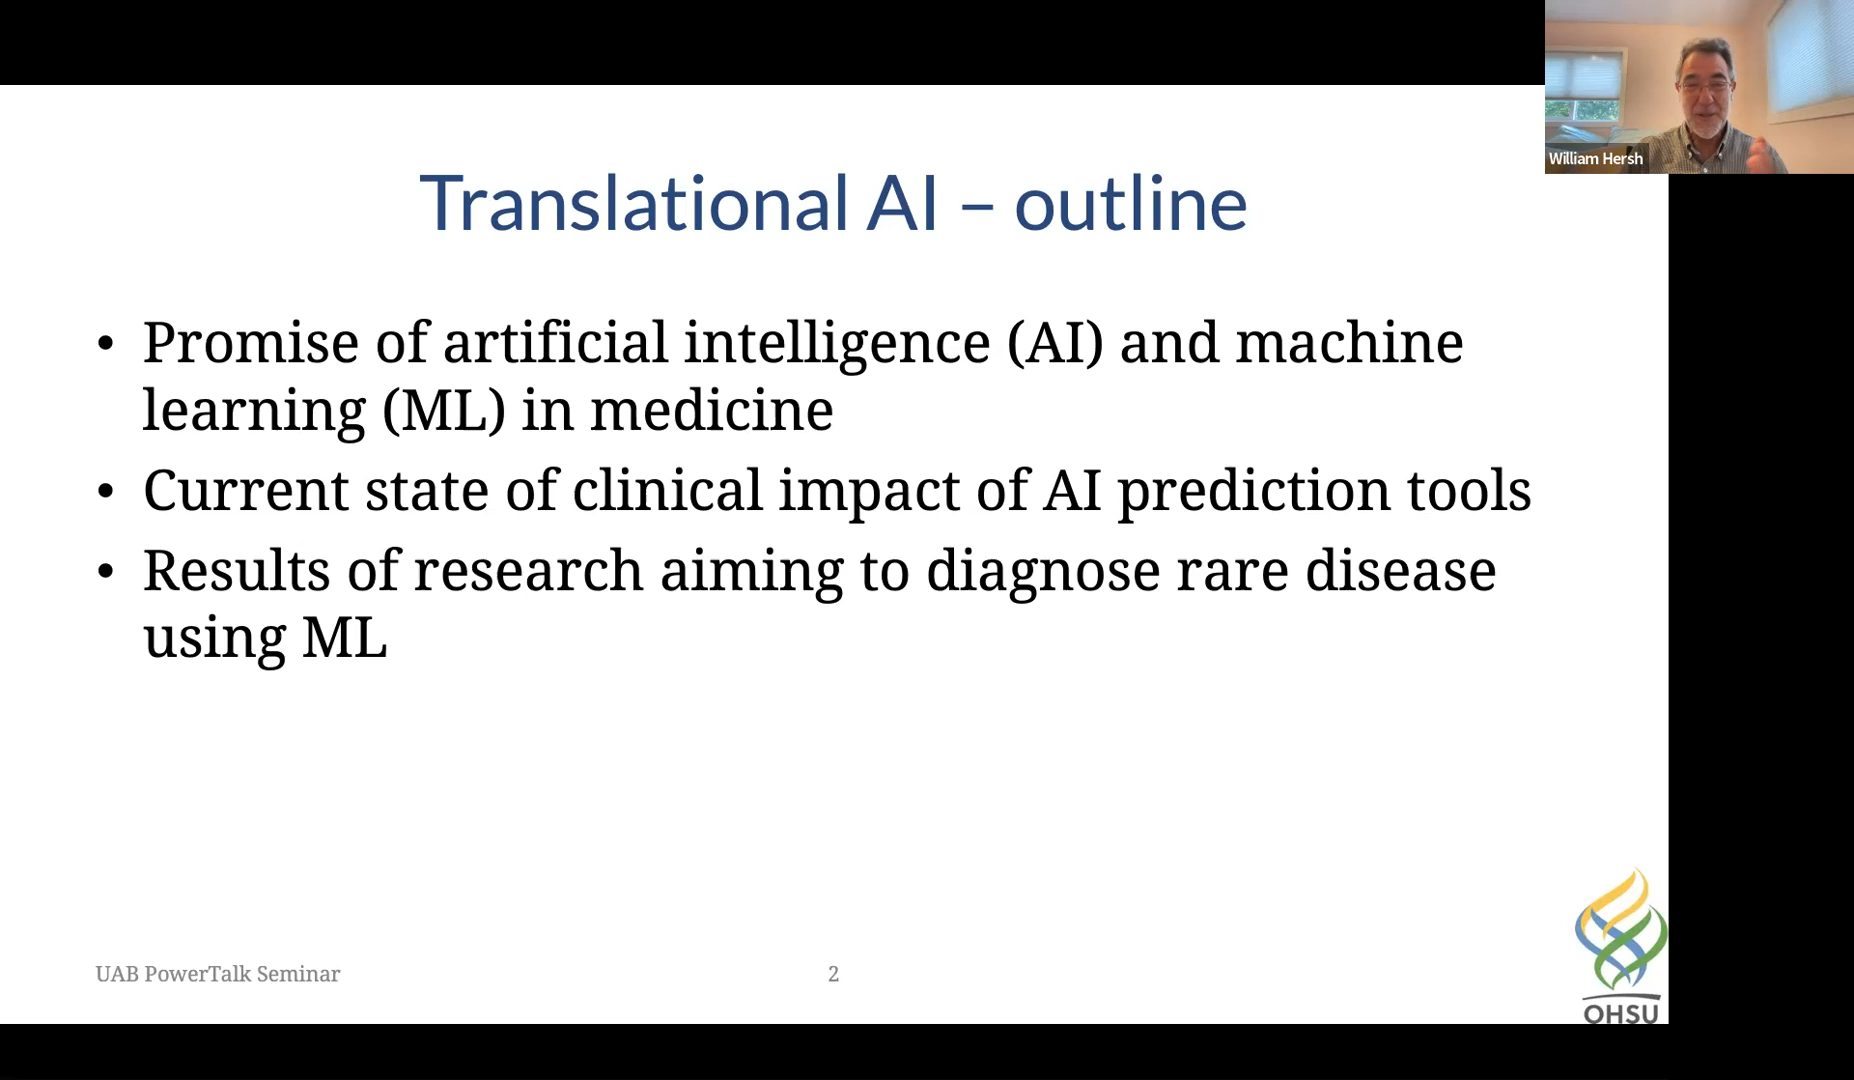 William Hersh
Translational AI – outline
• Promise of artificial intelligence (AI) and machine
learning (ML) in medicine
• Current state of clinical impact of AI prediction tools
• Results of research aiming to diagnose rare disease
using ML
UAB PowerTalk Seminar
2
OHSU